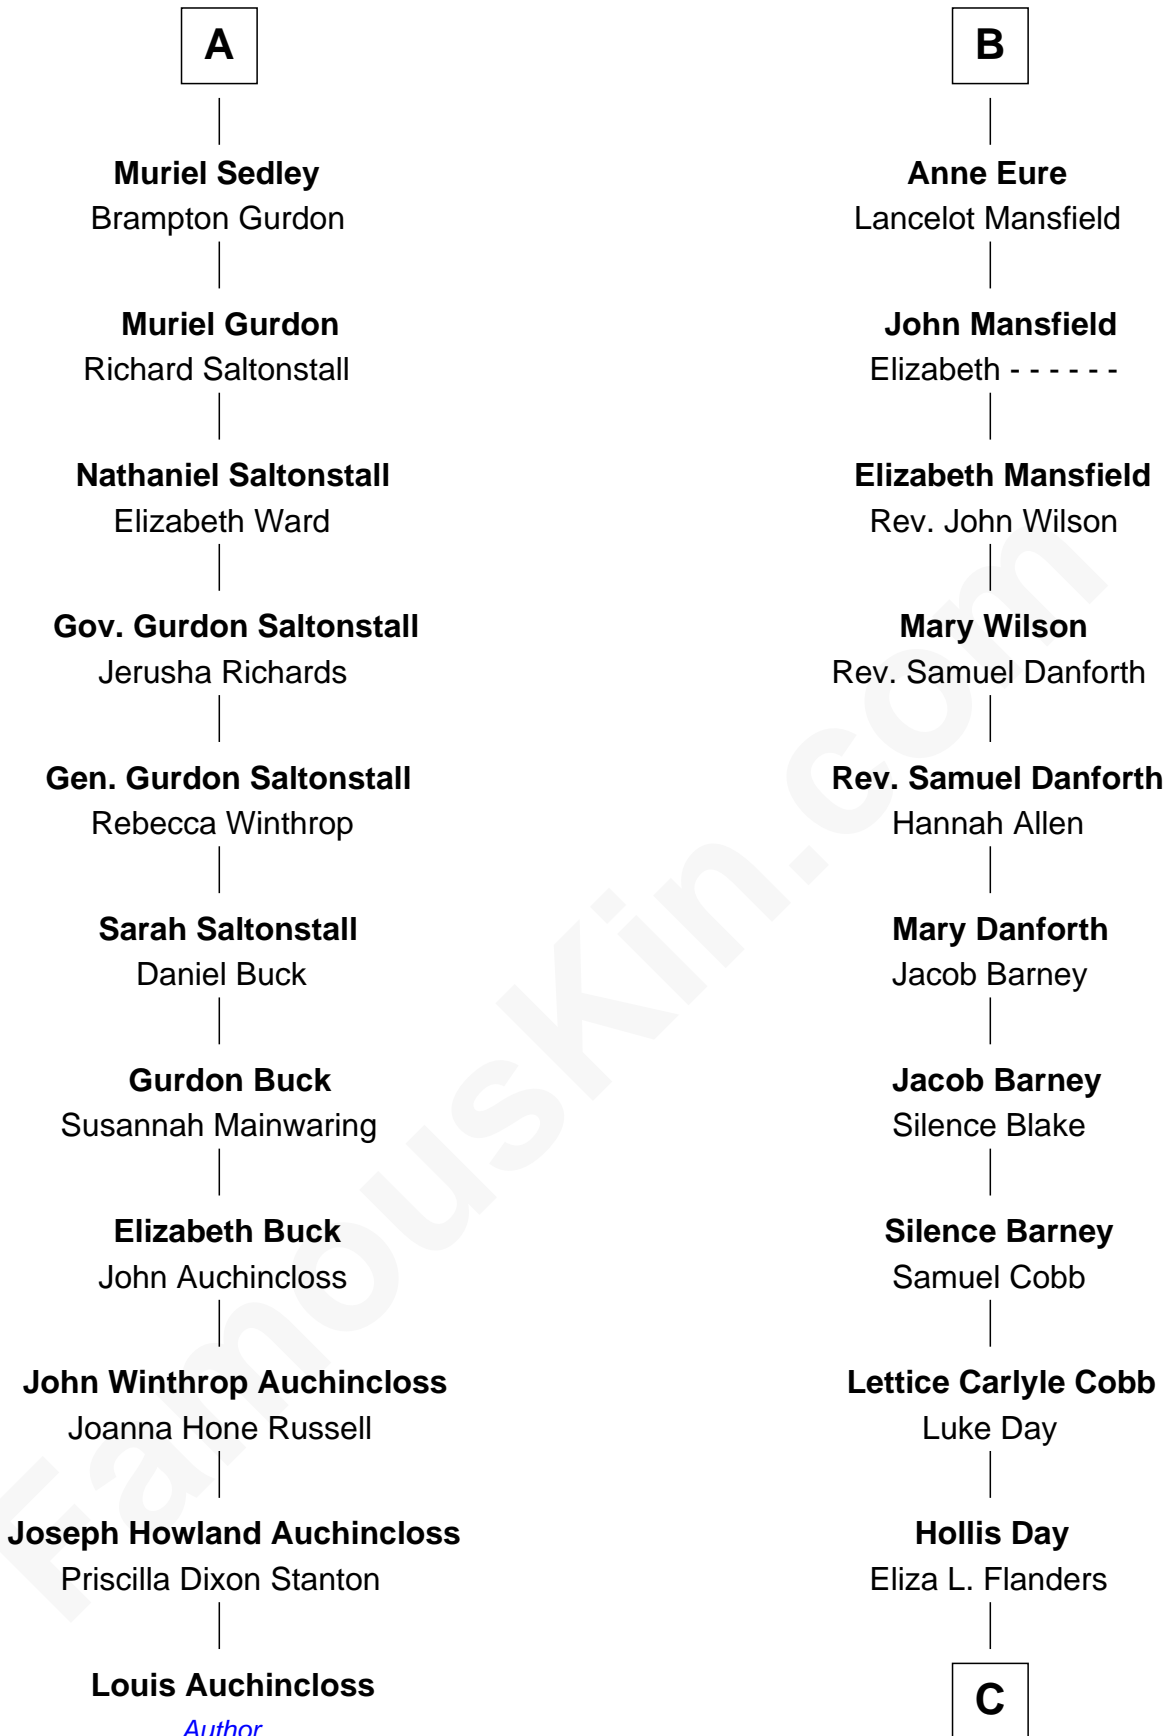 A
Muriel Sedley
Brampton Gurdon
Muriel Gurdon
Richard Saltonstall
Nathaniel Saltonstall
Elizabeth Ward
Gov. Gurdon Saltonstall
Jerusha Richards
Gen. Gurdon Saltonstall
Rebecca Winthrop
Sarah Saltonstall
Daniel Buck
Gurdon Buck
Susannah Mainwaring
Elizabeth Buck
John Auchincloss
John Winthrop Auchincloss
Joanna Hone Russell
Joseph Howland Auchincloss
Priscilla Dixon Stanton
Louis Auchincloss
Author
B
Anne Eure
Lancelot Mansfield
John Mansfield
Elizabeth - - - - - -
Elizabeth Mansfield
Rev. John Wilson
Mary Wilson
Rev. Samuel Danforth
Rev. Samuel Danforth
Hannah Allen
Mary Danforth
Jacob Barney
Jacob Barney
Silence Blake
Silence Barney
Samuel Cobb
Lettice Carlyle Cobb
Luke Day
Hollis Day
Eliza L. Flanders
C
FamousKin.com